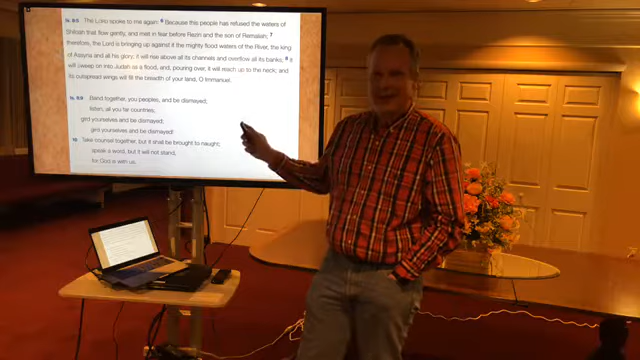 Is. 8:5 The LORD spoke to me again: 6 Because this people has refused the waters of
Shiloah that flow gently, and melt in fear before Rezin and the son of Remaliah; 7
therefore, the Lord is bringing up against it the mighty flood waters of the River, the king
of Assyria and all his glory; it will rise above all its channels and overflow all its banks; 8 it
will sweep on into Judah as a flood, and, pouring over, it will reach up to the neck; and
its outspread wings will fill the breadth of your land, O Immanuel.
Is. 8:9 Band together, you peoples, and be dismayed;
listen, all you far countries;
gird yourselves and be dismayed;
gird yourselves and be dismayed!
10 Take counsel together, but it shall be brought to naught;
speak a word, but it will not stand,
for God is with us.